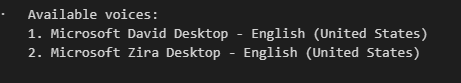 Available voices:
1. Microsoft David Desktop - English (United States)
2. Microsoft Zira Desktop - English (United States)